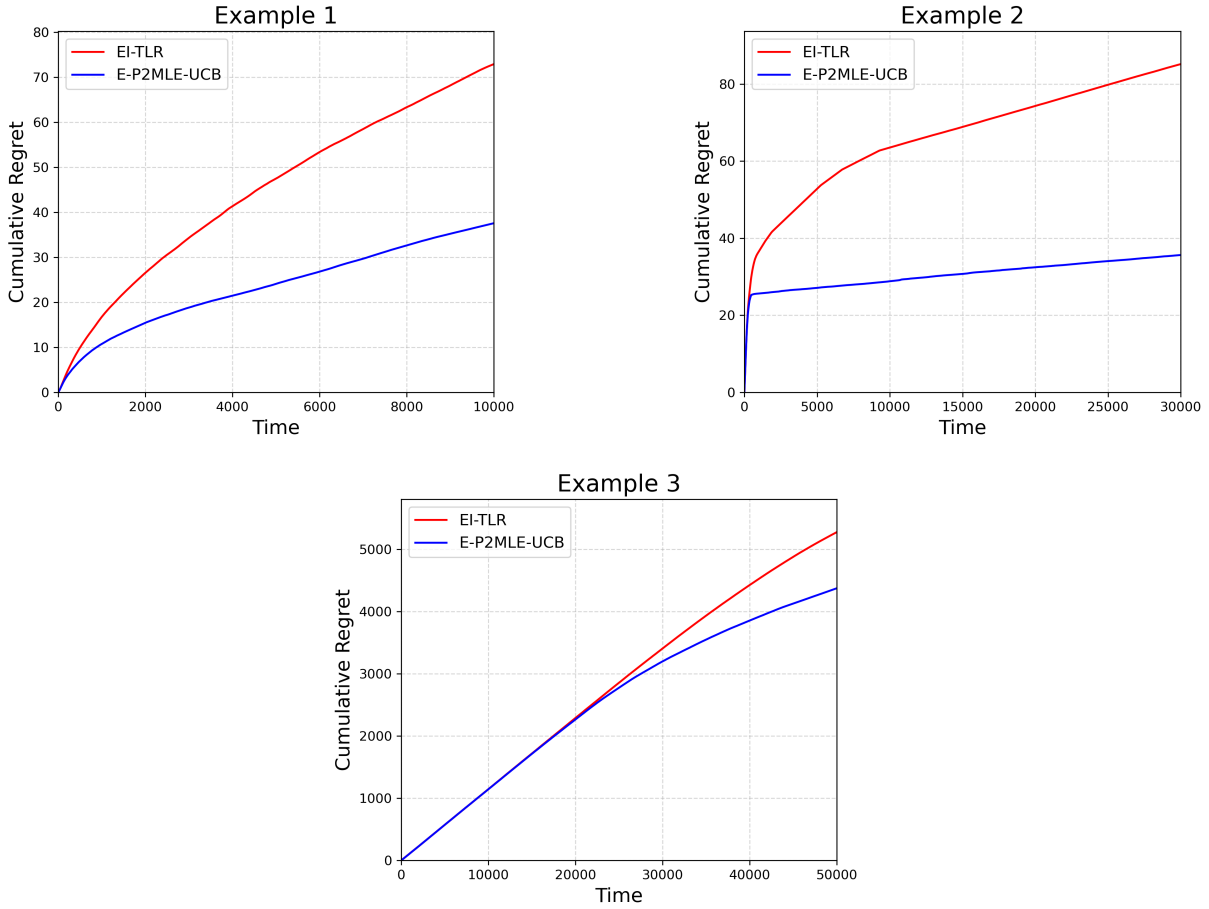 Example 1
EI-TLR
E-P2MLE-UCB
Cumulative Regret
80
70
60
50
40
30
20
10
0
0 2000 4000 6000 8000 10000
Time
Example 2
EI-TLR
E-P2MLE-UCB
Cumulative Regret
80
60
40
20
0
0 5000 10000 15000 20000 25000 30000
Time
Example 3
EI-TLR
E-P2MLE-UCB
Cumulative Regret
5000
4000
3000
2000
1000
0
0 10000 20000 30000 40000 50000
Time